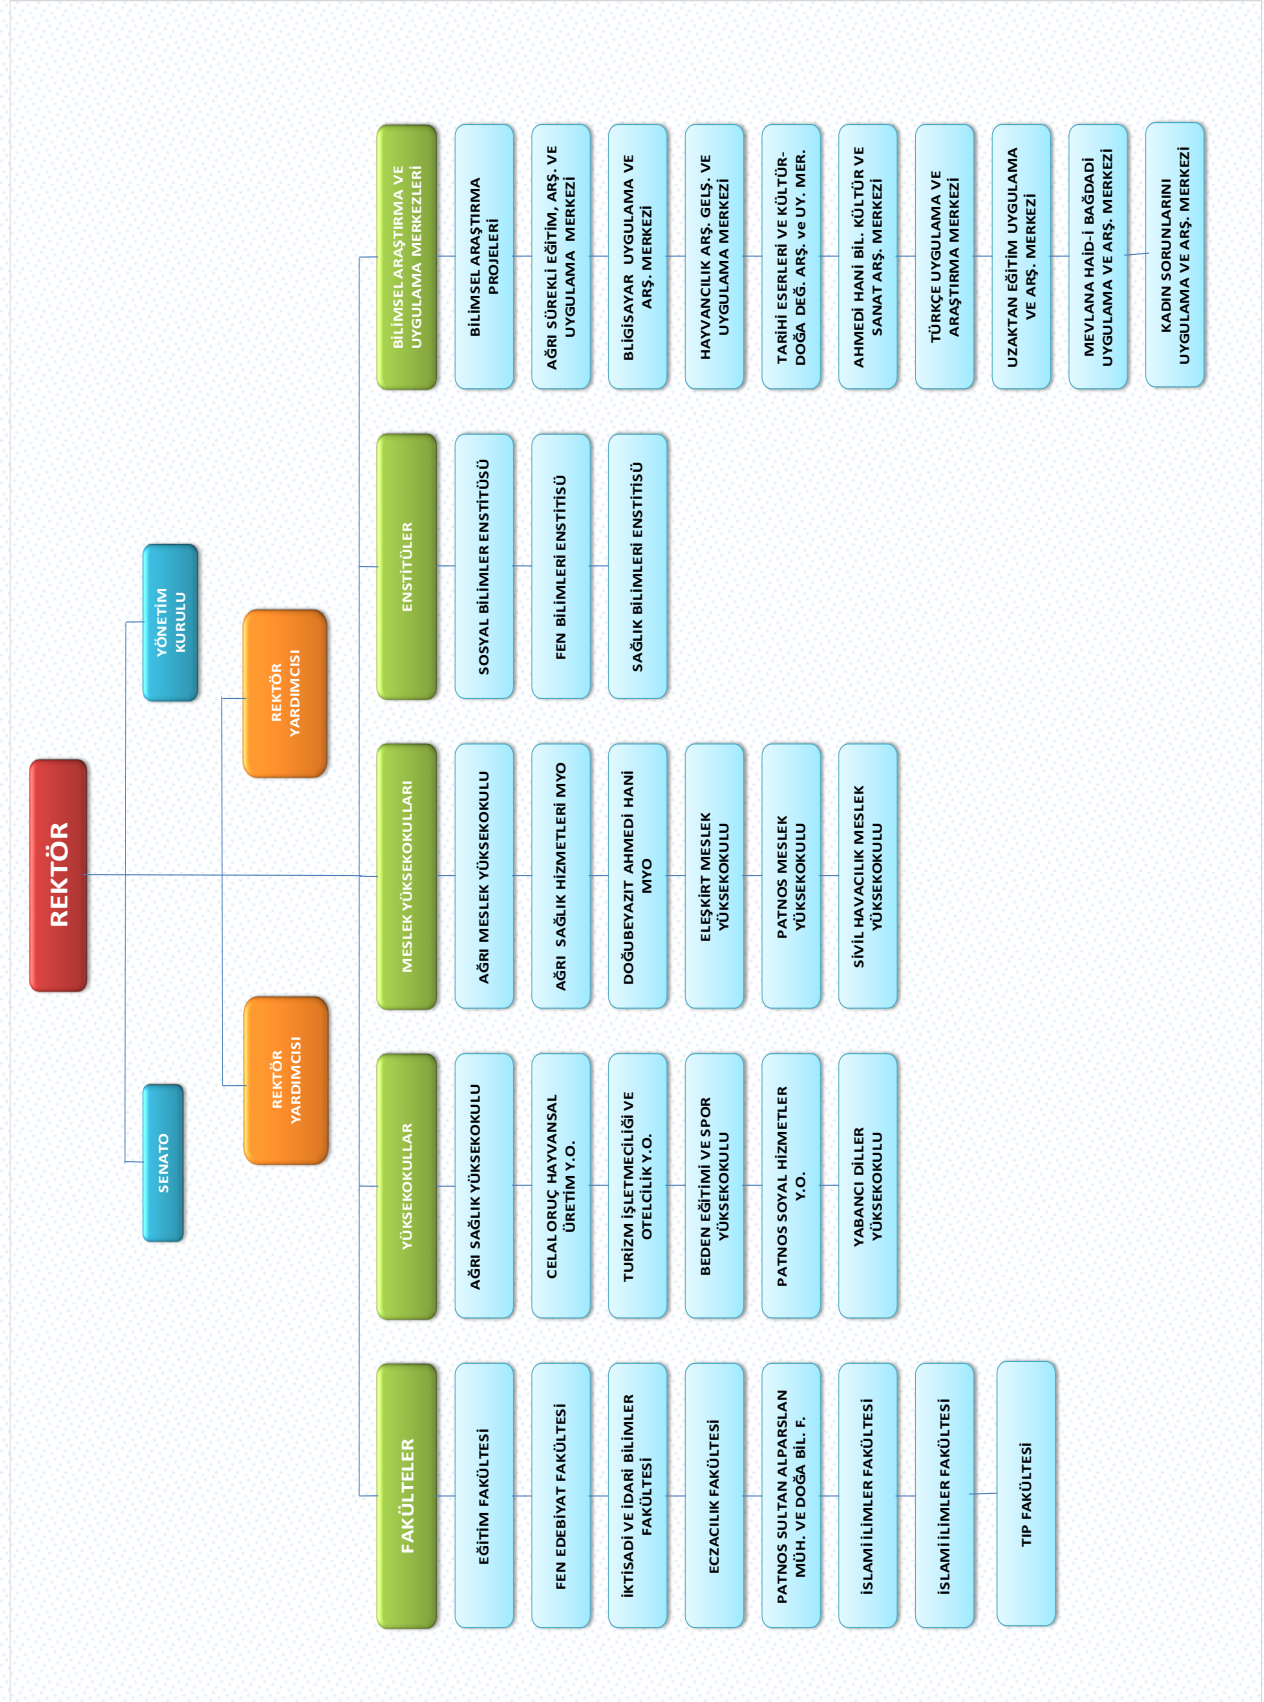 REKTÖR
SENATO
YÖNETİM
KURULU
REKTÖR
YARDIMCISI
REKTÖR
YARDIMCISI
FAKÜLTELER
EĞİTİM FAKÜLTESİ
FEN EDEBİYAT FAKÜLTESİ
İKTİSADİ VE İDARİ BİLİMLER
FAKÜLTESİ
ECZACILIK FAKÜLTESİ
PATNOS SULTAN ALPARSLAN
MÜH. VE DOĞA BİL. F.
İSLAMİ İLİMLER FAKÜLTESİ
İSLAMİ İLİMLER FAKÜLTESİ
TIP FAKÜLTESİ
YÜKSEKOKULLAR
AĞRI SAĞLIK YÜKSEKOKULU
CELAL ORUÇ HAYVANSAL
ÜRETİM Y.O.
TURİZM İŞLETMECİLİĞİ VE
OTELCİLİK Y.O.
BEDEN EĞİTİMİ VE SPOR
YÜKSEKOKULU
PATNOS SOYAL HİZMETLER
Y.O.
YABANCI DİLLER
YÜKSEKOKULU
MESLEK YÜKSEKOKULLARI
AĞRI MESLEK YÜKSEKOKULU
AĞRI SAĞLIK HİZMETLERİ MYO
DOĞUBEYAZIT AHMEDİ HANİ
MYO
ELEŞKİRT MESLEK
YÜKSEKOKULU
PATNOS MESLEK
YÜKSEKOKULU
SİVİL HAVACILIK MESLEK
YÜKSEKOKULU
ENSTİTÜLER
SOSYAL BİLİMLER ENSTİTÜSÜ
FEN BİLİMLERİ ENSTİTİSÜ
SAĞLIK BİLİMLERİ ENSTİTİSÜ
BİLİMSEL ARAŞTIRMA VE
UYGULAMA MERKEZLERİ
BİLİMSEL ARAŞTIRMA
PROJELERİ
AĞRI SÜREKLİ EĞİTİM, ARŞ. VE
UYGULAMA MERKEZİ
BLİGİSAYAR UYGULAMA VE
ARŞ. MERKEZİ
HAYVANCILIK ARŞ. GELŞ. VE
UYGULAMA MERKEZİ
TARİHİ ESERLERİ VE KÜLTÜR-
DOĞA DEĞ. ARŞ. ve UY. MER.
AHMEDİ HANİ BİL. KÜLTÜR VE
SANAT ARŞ. MERKEZİ
TÜRKÇE UYGULAMA VE
ARAŞTIRMA MERKEZİ
UZAKTAN EĞİTİM UYGULAMA
VE ARŞ. MERKEZİ
MEVLANA HAİD-İ BAĞDADİ
UYGULAMA VE ARŞ. MERKEZİ
KADIN SORUNLARINI
UYGULAMA VE ARŞ. MERKEZİ